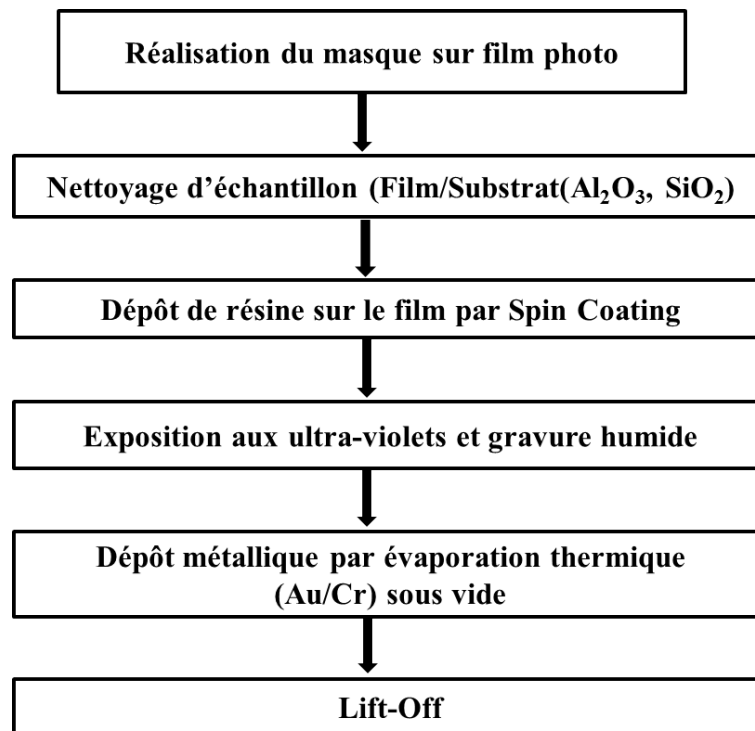 Réalisation du masque sur film photo
Nettoyage d’échantillon (Film/Substrat(Al₂O₃, SiO₂)
Dépôt de résine sur le film par Spin Coating
Exposition aux ultra-violets et gravure humide
Dépôt métallique par évaporation thermique
(Au/Cr) sous vide
Lift-Off